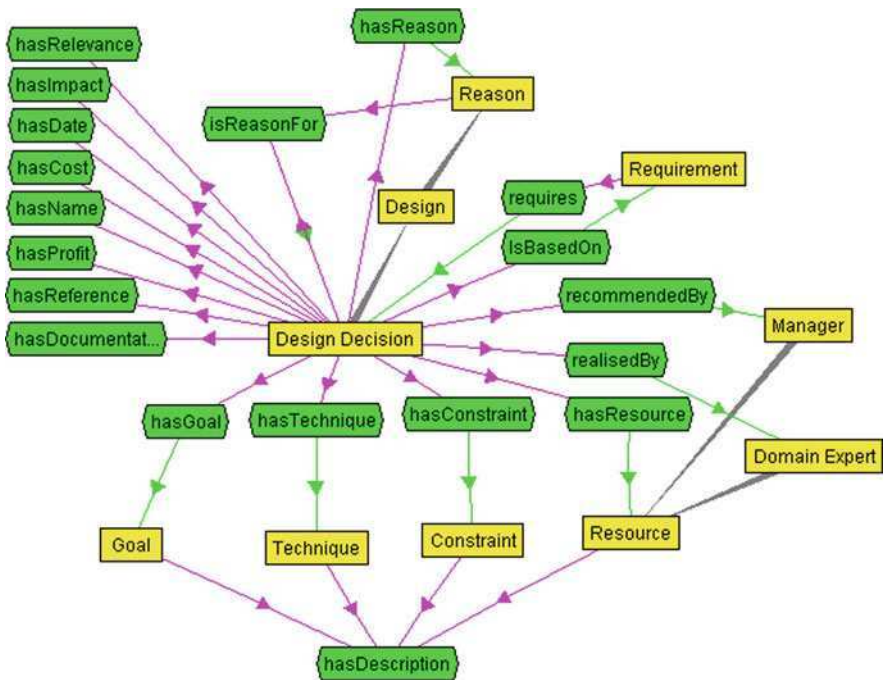 hasRelevance
hasReason
hasImpact
Reason
hasDate
isReasonFor
hasCost
Requirement
requires
hasName
Design
IsBasedOn
hasProfit
hasReference
recommendedBy
Manager
hasDocumentat...
Design Decision
realisedBy
hasGoal
hasTechnique
hasConstraint
hasResource
Domain Expert
Goal
Technique
Constraint
Resource
hasDescription